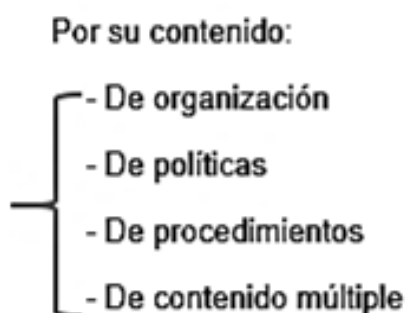 Por su contenido:
- De organización
- De políticas
- De procedimientos
- De contenido múltiple